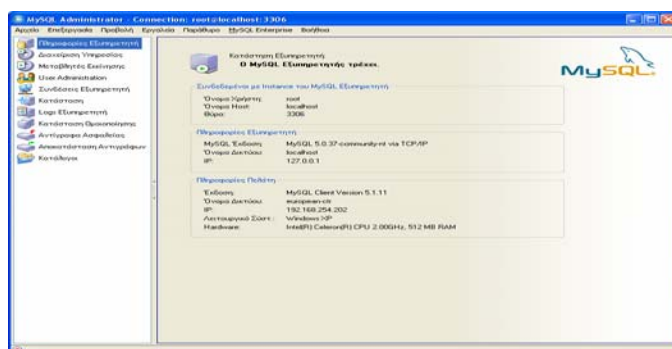 MySQL Administrator - Connection: root@localhost:3306
Αρχείο Επεξεργασία Προβολή Εργαλεία Παράθυρο MySQL Enterprise Βοήθεια
Πληροφορίες Εξυπηρετητή
Διαχείριση Υπηρεσίας
Μεταβλητές Εκκίνησης
User Administration
Συνδέσεις Εξυπηρετητή
Κατάσταση
Logs Εξυπηρετητή
Κατάσταση Ομοιοποίησης
Αντίγραφα Ασφαλείας
Αποκατάσταση Αντιγράφων
Κατάλογοι
Κατάσταση Εξυπηρετητή
Ο MySQL Εξυπηρετητής τρέχει.
MySQL
Συνδεδεμένοι με Instance του MySQL Εξυπηρετητή
Όνομα Χρήστη: root
Όνομα Host: localhost
Θύρα: 3306
Πληροφορίες Εξυπηρετητή
MySQL Έκδοση: MySQL 5.0.37-community-nt via TCP/IP
Όνομα Δικτύου: localhost
IP: 127.0.0.1
Πληροφορίες Πελάτη
Έκδοση: MySQL Client Version 5.1.11
Όνομα Δικτύου:
IP: 192.168.254.202
Λειτουργικό Σύστ.: Windows XP
Hardware: Intel(R) Celeron(R) CPU 2.00GHz, 512 MB RAM